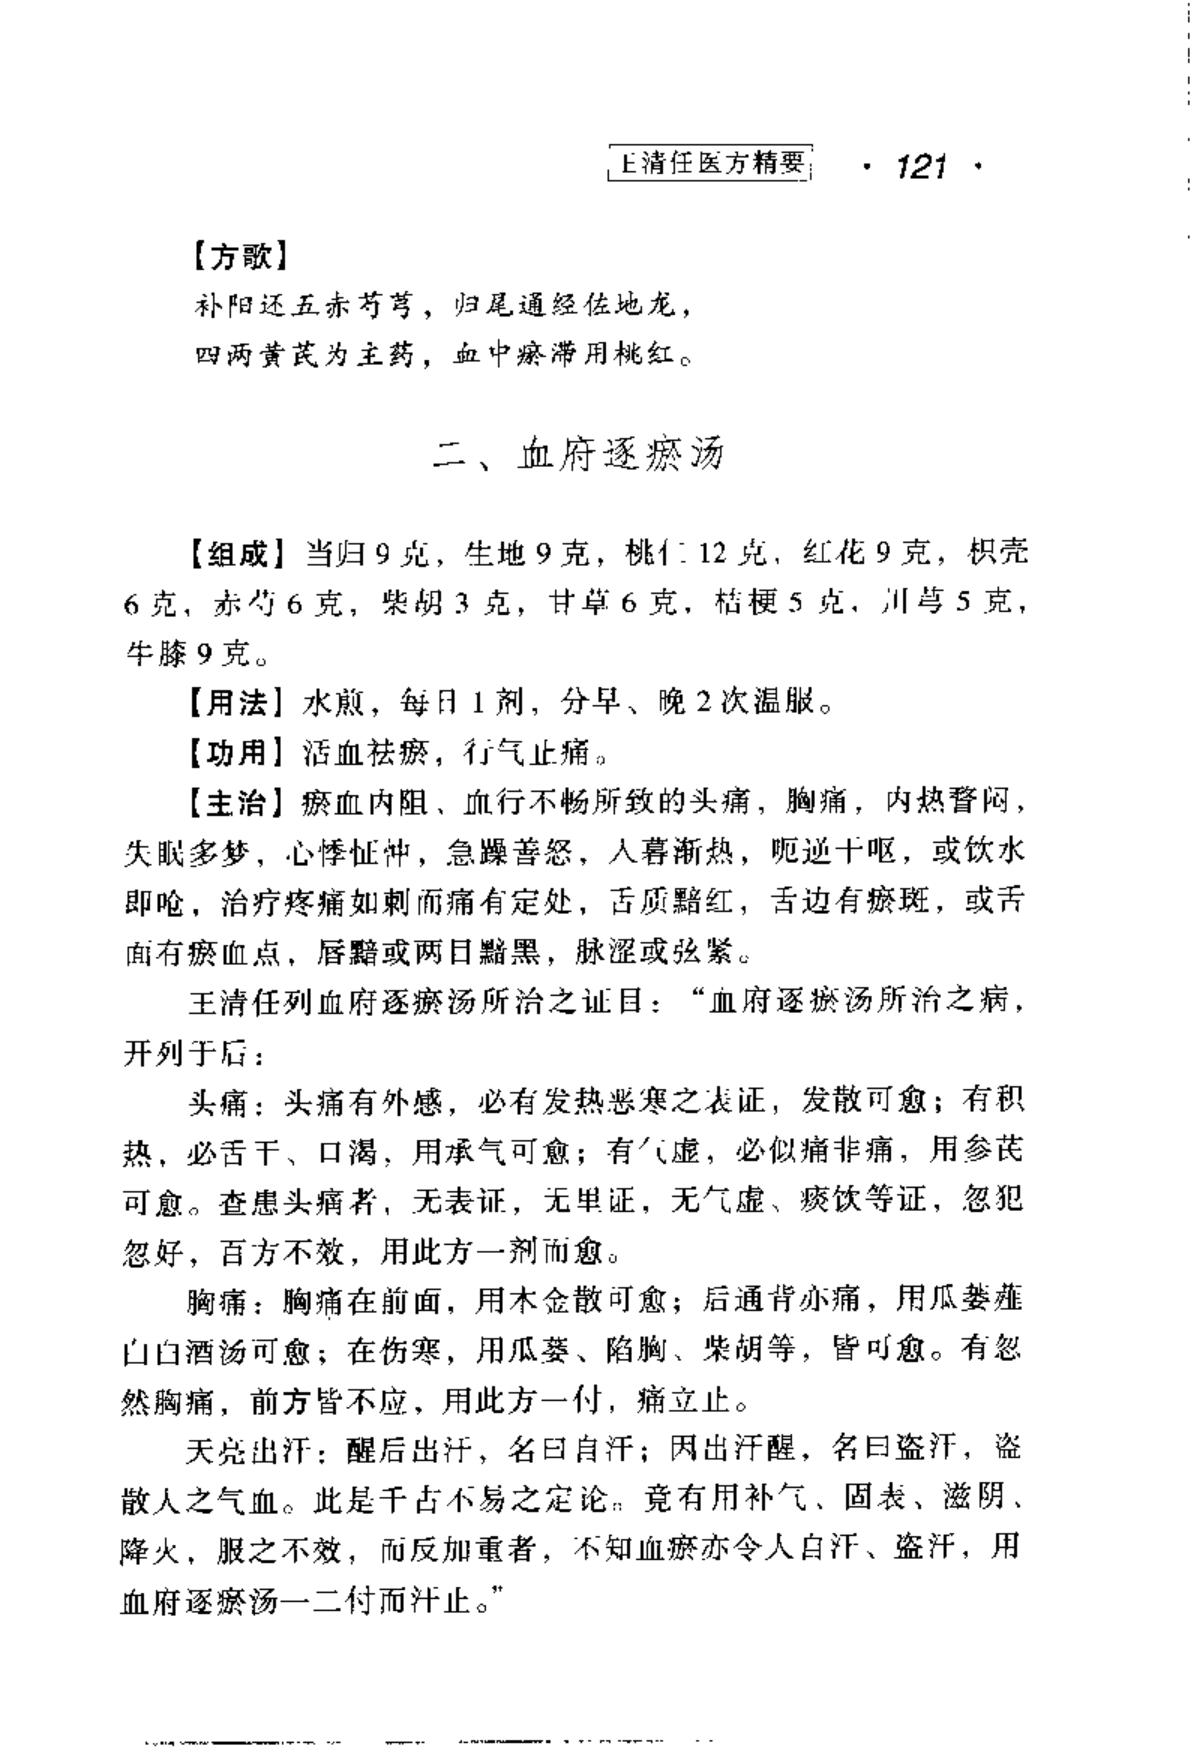 王清任医方精要 · 121 ·
【方歌】
补阳还五赤芍芎，归尾通经佐地龙，
四两黄芪为主药，血中瘀滞用桃红。
二、血府逐瘀汤
【组成】当归9克，生地9克，桃仁12克，红花9克，枳壳
6克，赤芍6克，柴胡3克，甘草6克，桔梗5克，川芎5克，
牛膝9克。
【用法】水煎，每日1剂，分早、晚2次温服。
【功用】活血祛瘀，行气止痛。
【主治】瘀血内阻、血行不畅所致的头痛，胸痛，内热瞀闷，
失眠多梦，心悸怔忡，急躁善怒，入暮渐热，呃逆干呕，或饮水
即呛，治疗疼痛如刺而痛有定处，舌质黯红，舌边有瘀斑，或舌
面有瘀血点，唇黯或两目黯黑，脉涩或弦紧。
王清任列血府逐瘀汤所治之证目：“血府逐瘀汤所治之病，
开列于后：
头痛：头痛有外感，必有发热恶寒之表证，发散可愈；有积
热，必舌干、口渴，用承气可愈；有气虚，必似痛非痛，用参芪
可愈。查患头痛者，无表证，无里证，无气虚、痰饮等证，忽犯
忽好，百方不效，用此方一剂而愈。
胸痛：胸痛在前面，用木金散可愈；后通背亦痛，用瓜蒌薤
白白酒汤可愈；在伤寒，用瓜蒌、陷胸、柴胡等，皆可愈。有忽
然胸痛，前方皆不应，用此方一付，痛立止。
天亮出汗：醒后出汗，名曰自汗；因出汗醒，名曰盗汗，盗
散人之气血。此是千古不易之定论。竟有用补气、固表、滋阴、
降火，服之不效，而反加重者，不知血瘀亦令人自汗、盗汗，用
血府逐瘀汤一二付而汗止。”